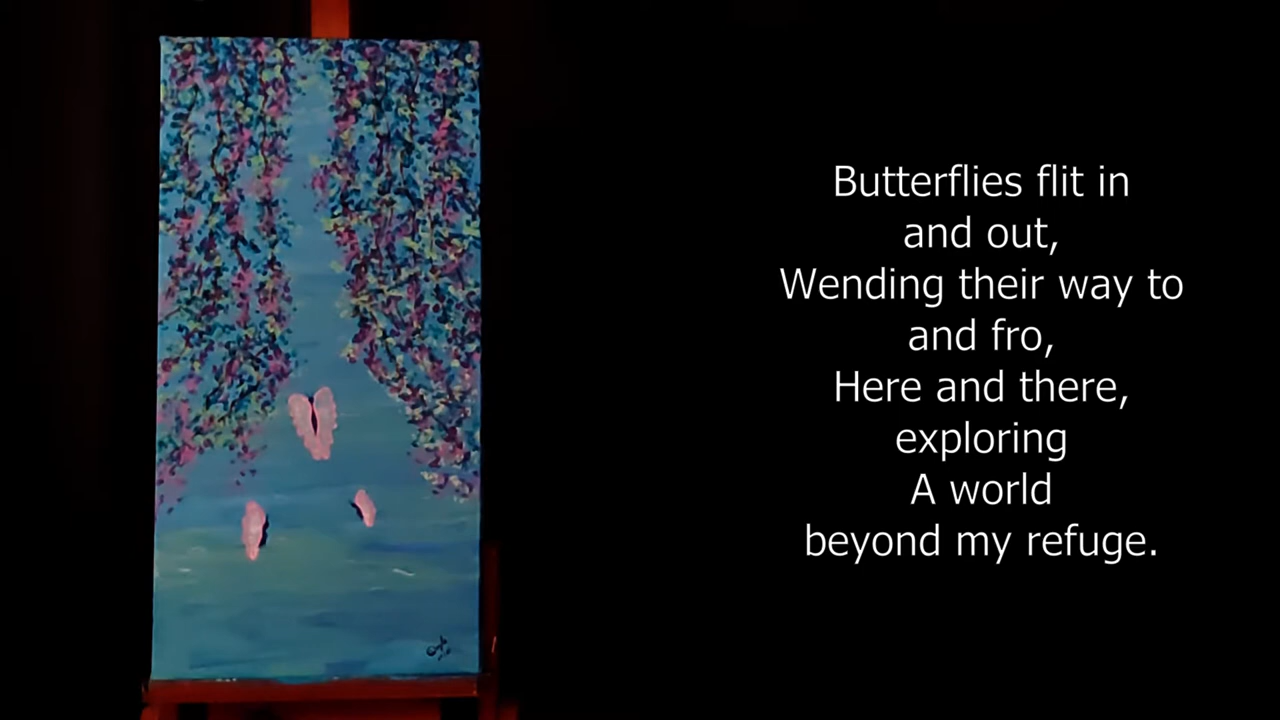 Butterflies flit in
and out,
Wending their way to
and fro,
Here and there,
exploring
A world
beyond my refuge.